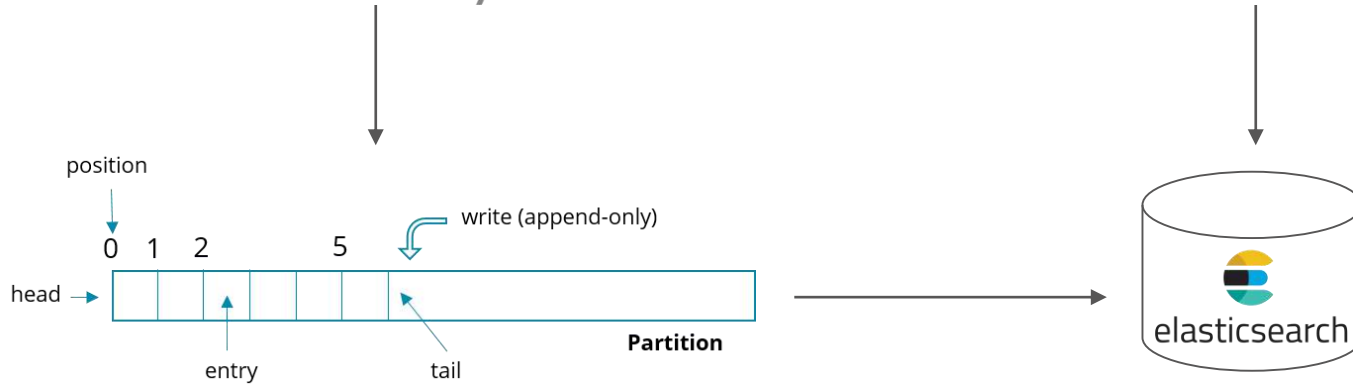 position
write (append-only)
0 1 2 5
head
elasticsearch
Partition
entry
tail